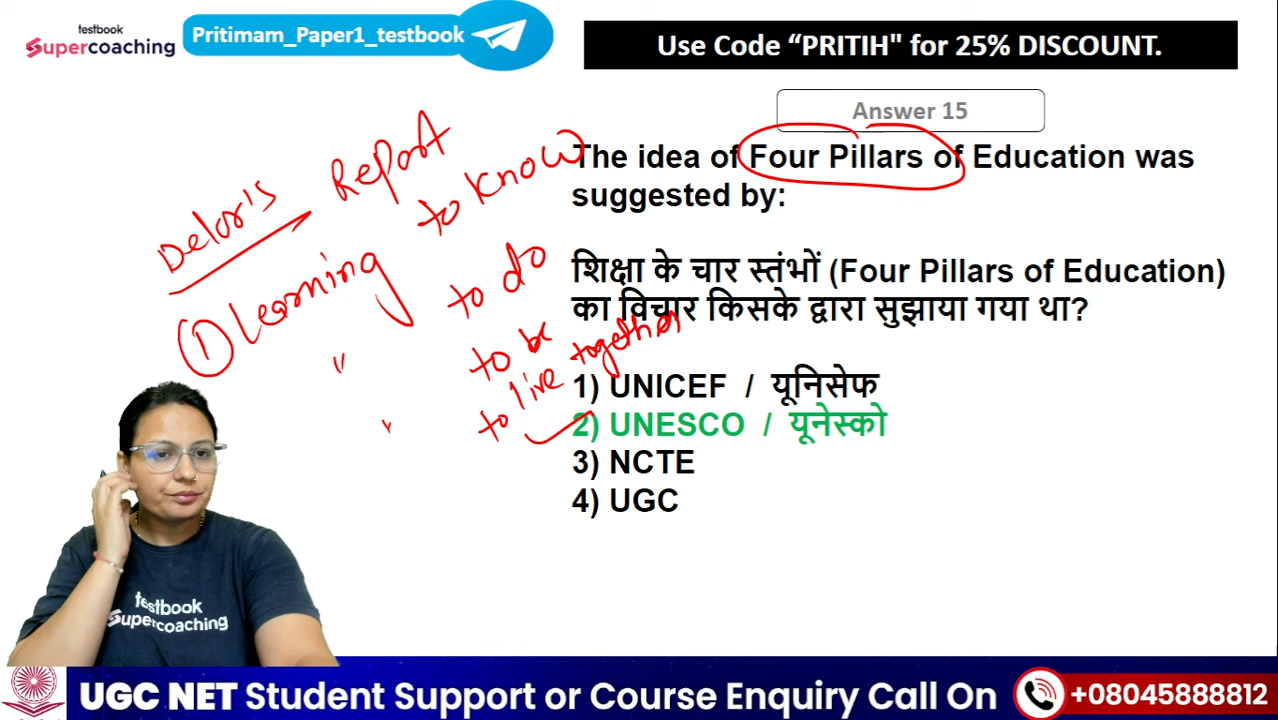 testbook
Supercoaching
Pritimam_Paper1_testbook
Use Code “PRITIH" for 25% DISCOUNT.
Answer 15
The idea of Four Pillars of Education was
suggested by:
शिक्षा के चार स्तंभों (Four Pillars of Education)
का विचार किसके द्वारा सुझाया गया था?
1) UNICEF / यूनिसेफ
2) UNESCO / यूनेस्को
3) NCTE
4) UGC
Delor's Report
① Learning to know
" to do
to be
" to live together
testbook
Supercoaching
UGC NET Student Support or Course Enquiry Call On +08045888812